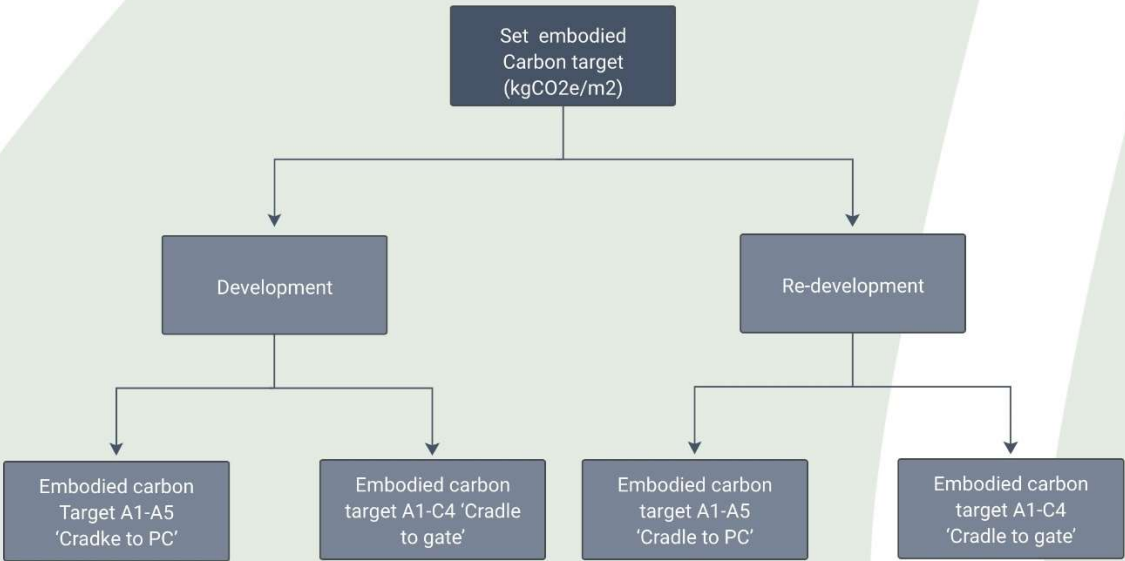 Set embodied
Carbon target
(kgCO2e/m2)
Development
Re-development
Embodied carbon
Target A1-A5
‘Cradke to PC’
Embodied carbon
target A1-C4 ‘Cradle
to gate’
Embodied carbon
target A1-A5
‘Cradle to PC’
Embodied carbon
target A1-C4
‘Cradle to gate’